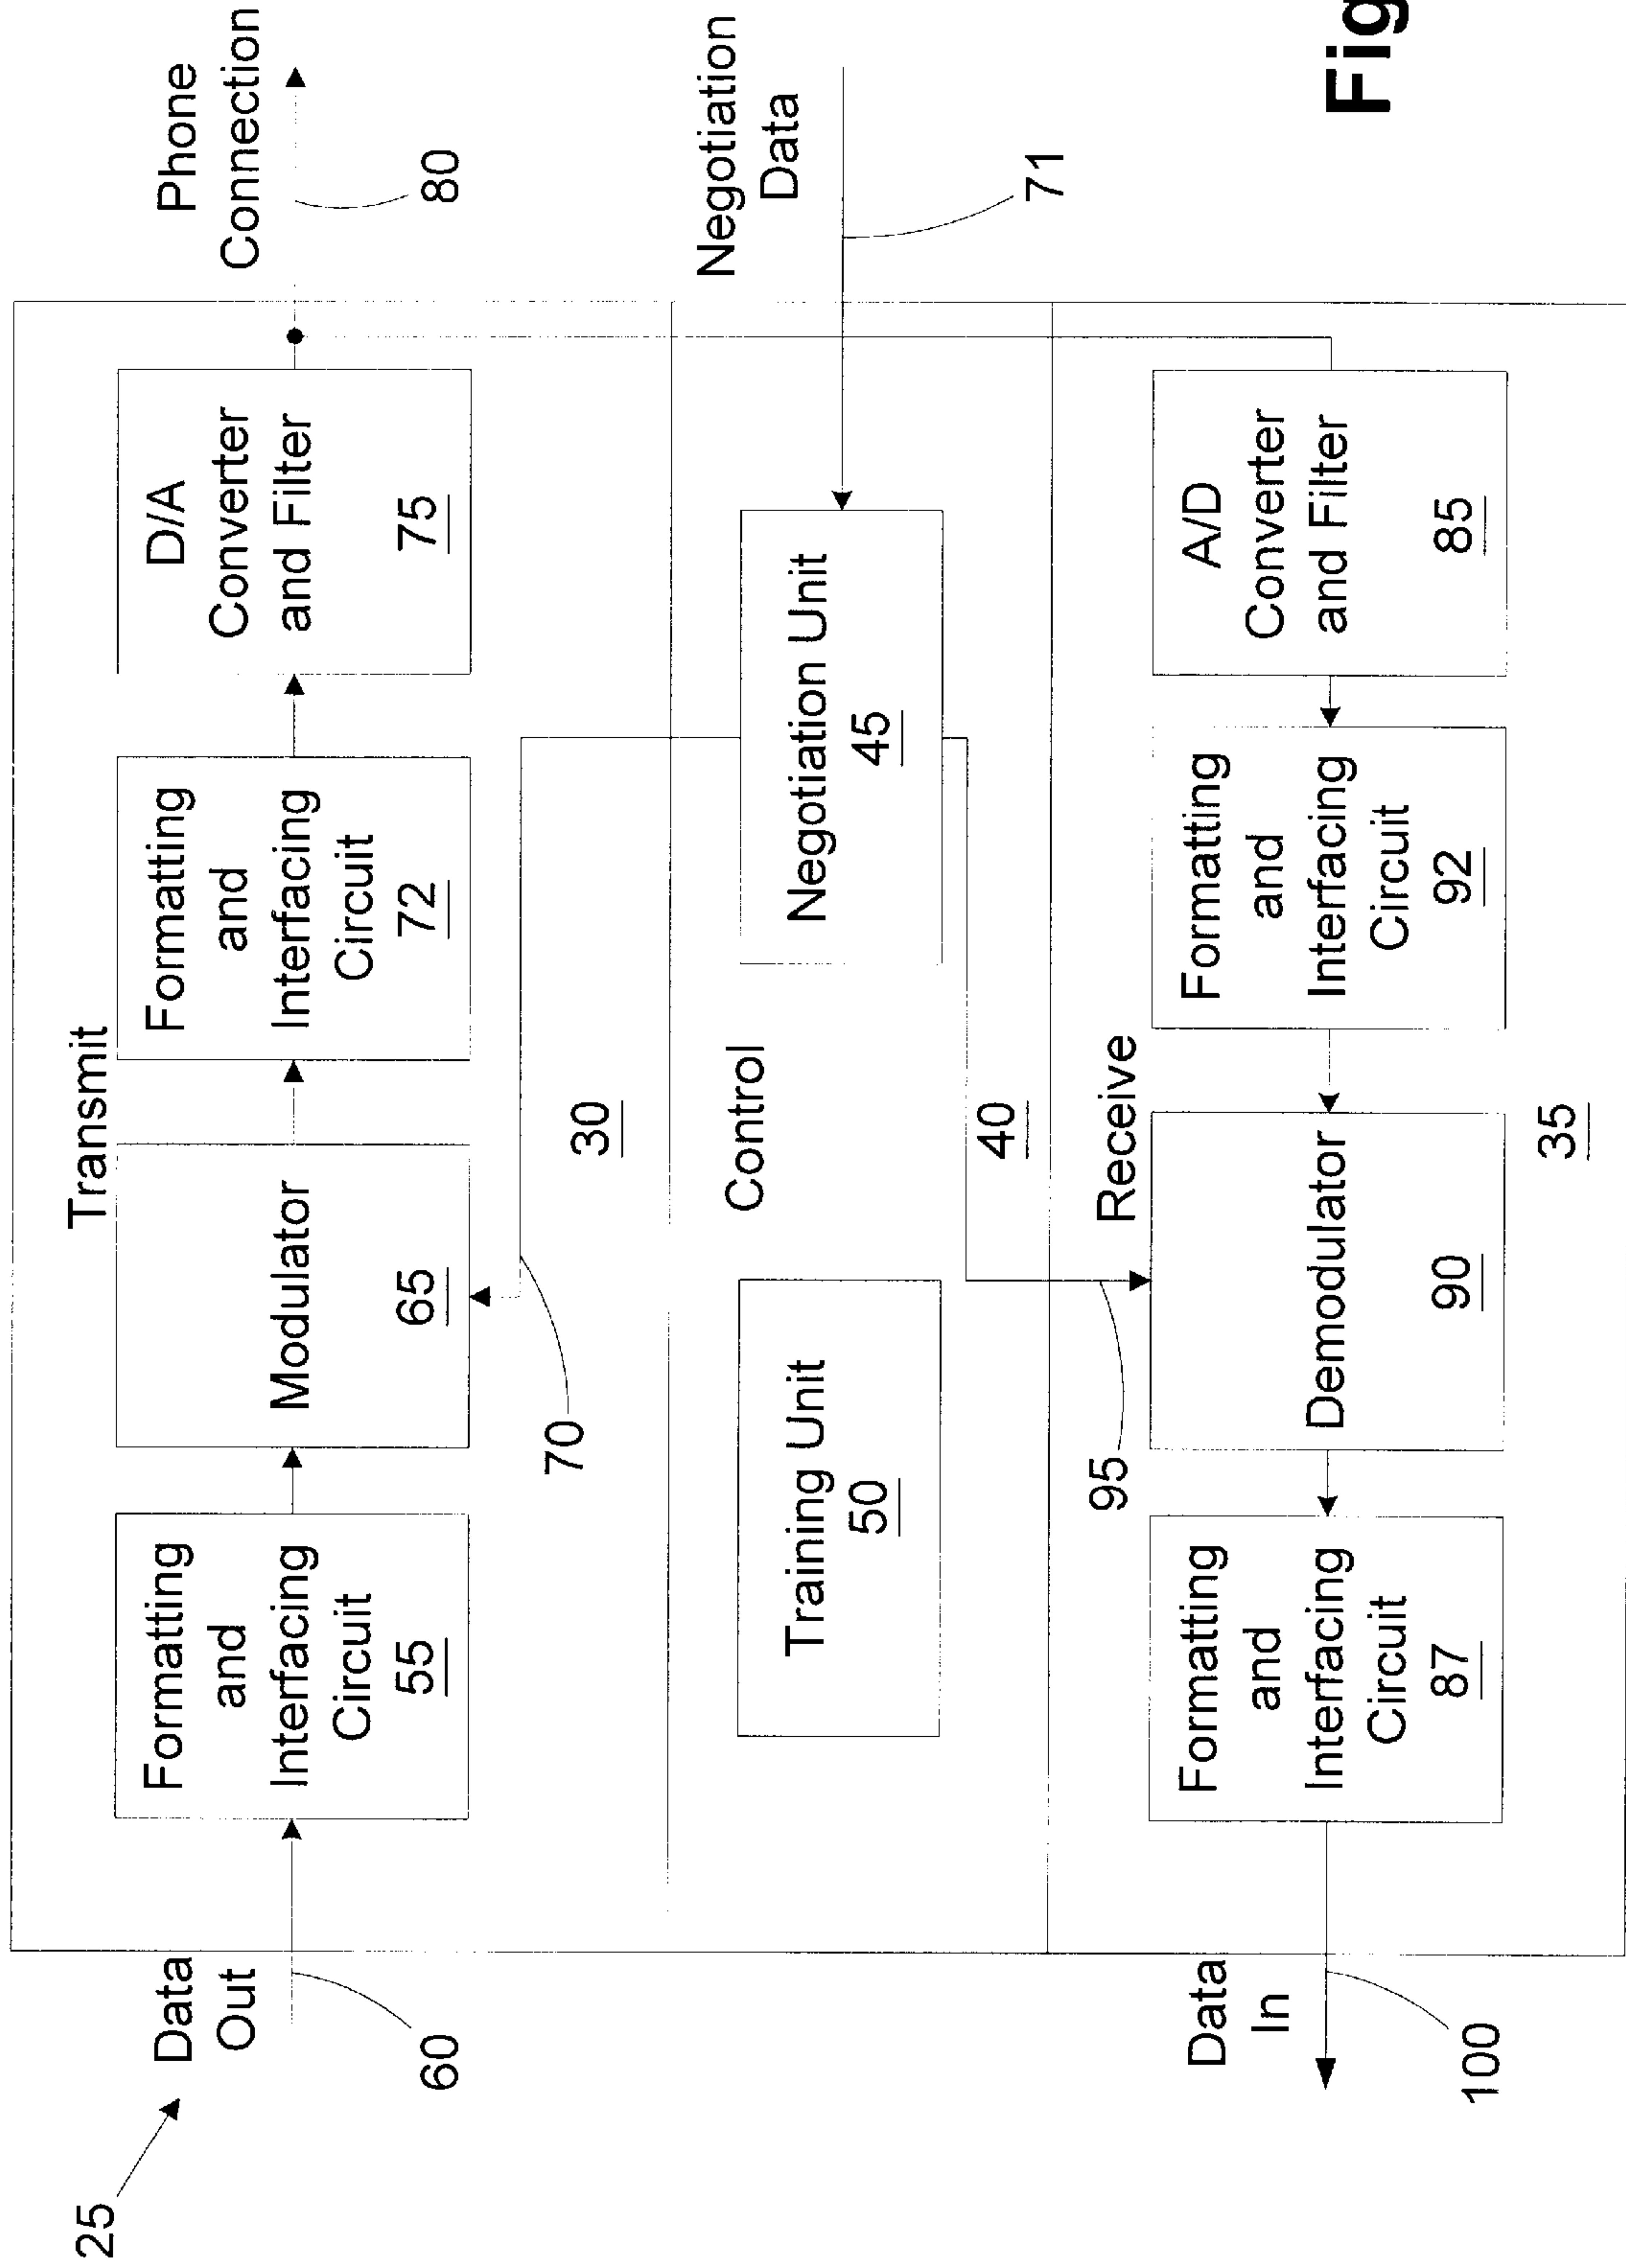 25
Data
Out
60
Transmit
Formatting
and
Interfacing
Circuit
55
Modulator
65
Formatting
and
Interfacing
Circuit
72
D/A
Converter
and Filter
75
Phone
Connection
80
70
30
Control
Training Unit
50
Negotiation Unit
45
40
Negotiation
Data
71
95
Receive
Data
In
100
Formatting
and
Interfacing
Circuit
87
Demodulator
90
Formatting
and
Interfacing
Circuit
92
A/D
Converter
and Filter
85
35
Fig